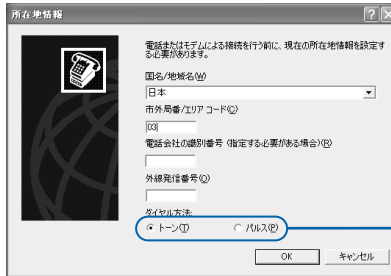 所在地情報
電話またはモデムによる接続を行う前に、現在の所在地情報を設定す
る必要があります。
国名/地域名(W)
日本
市外局番/エリア コード(C)
03
電話会社の識別番号 (指定する必要がある場合)(R)
外線発信番号(O)
ダイヤル方法:
トーン(T)
パルス(P)
OK
キャンセル